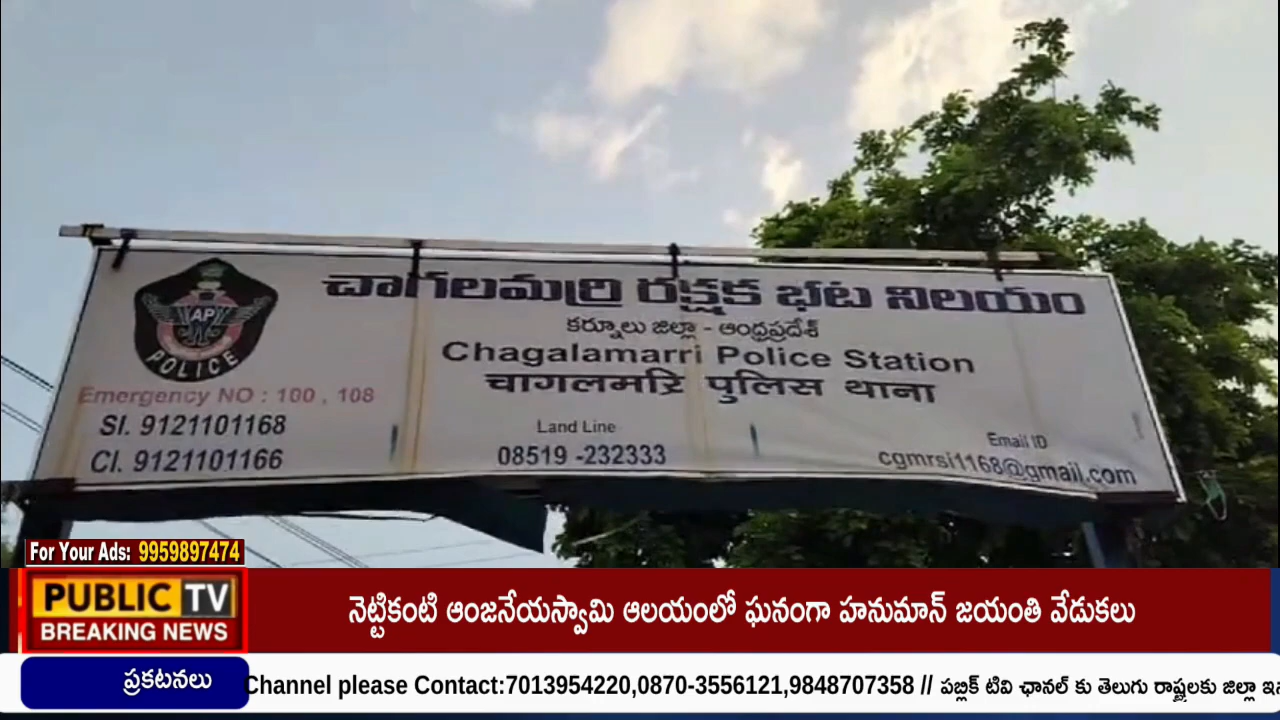 చాగలమర్రి రక్షక భట నిలయం
కర్నూలు జిల్లా - ఆంధ్రప్రదేశ్
Chagalamarri Police Station
चागलमर्रि पुलिस थाना
AP
POLICE
Emergency NO : 100 , 108
SI. 9121101168
CI. 9121101166
Land Line
08519 -232333
Email ID
cgmrsi1168@gmail.com
For Your Ads: 9959897474
PUBLIC TV
BREAKING NEWS
నెట్టికంటి ఆంజనేయస్వామి ఆలయంలో ఘనంగా హనుమాన్ జయంతి వేడుకలు
ప్రకటనలు
Channel please Contact:7013954220,0870-3556121,9848707358 // పబ్లిక్ టివి ఛానల్ కు తెలుగు రాష్ట్రాలకు జిల్లా